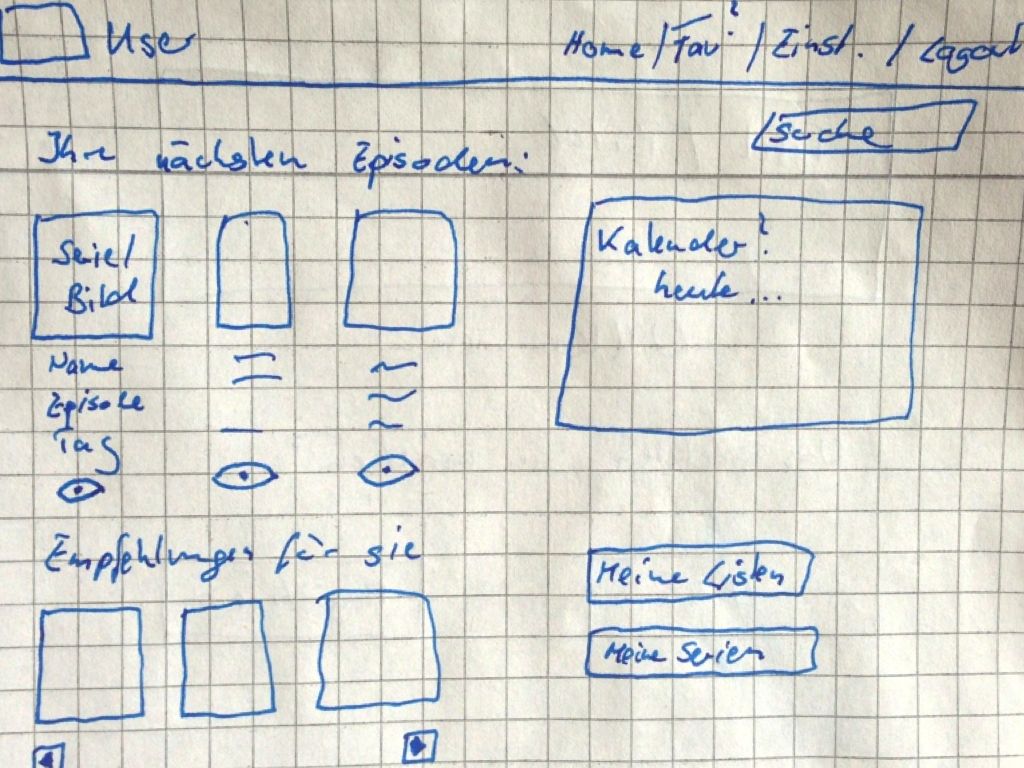 User
Home / Fav? / Einst. / Logout
Suche
Ihre nächsten Episoden:
Serie/
Bild
Kalender?
heute...
Name
Episode
Tag
Empfehlungen für sie
Meine Listen
Meine Serien